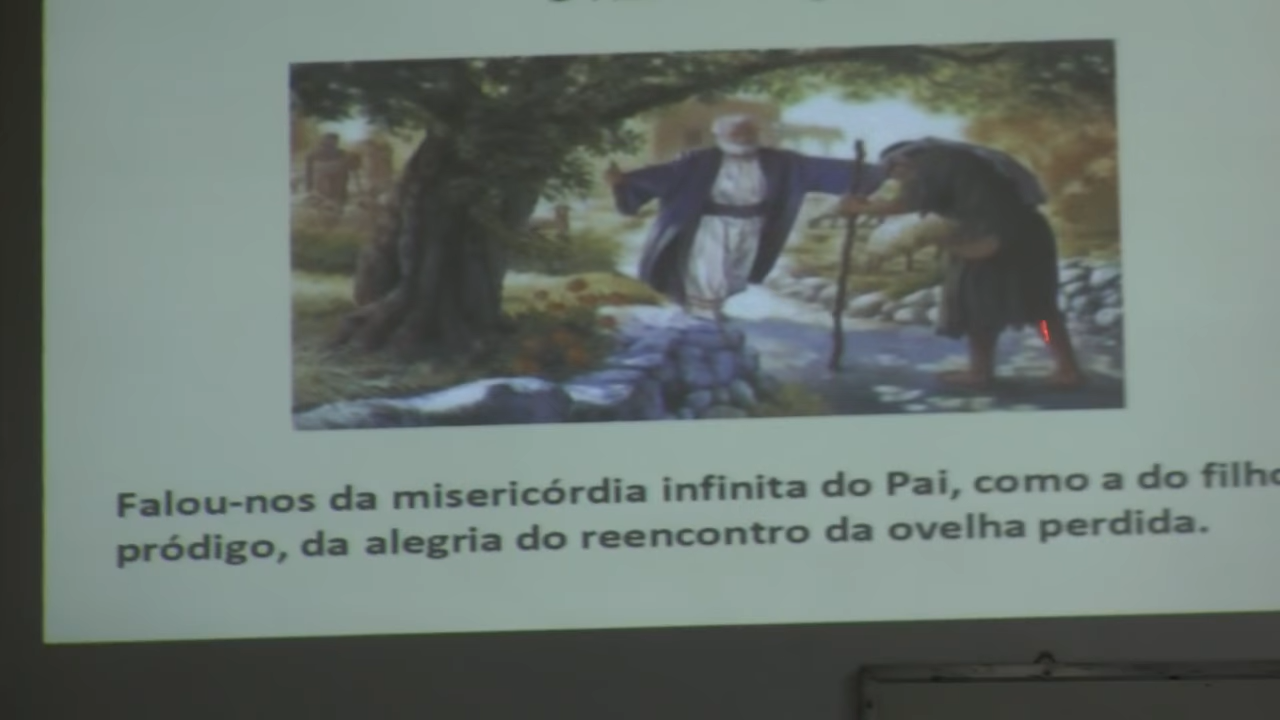 Falou-nos da misericórdia infinita do Pai, como a do filho
pródigo, da alegria do reencontro da ovelha perdida.